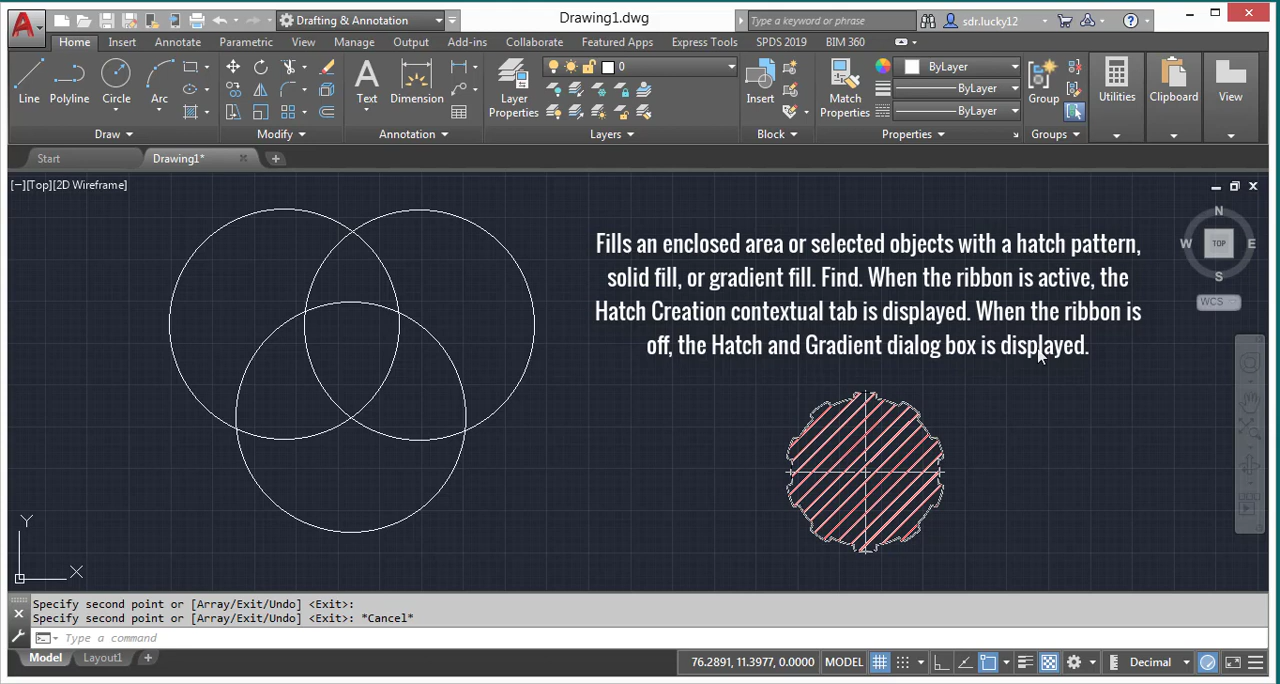 Drafting & Annotation
Drawing1.dwg
Type a keyword or phrase
sdr.lucky12
Home Insert Annotate Parametric View Manage Output Add-ins Collaborate Featured Apps Express Tools SPDS 2019 BIM 360
Line Polyline Circle Arc
Text Dimension
Layer Properties
0
Insert
Match Properties
ByLayer
ByLayer
ByLayer
Group
Utilities
Clipboard
View
Draw Modify Annotation Layers Block Properties Groups
Start Drawing1*
[−][Top][2D Wireframe]
Fills an enclosed area or selected objects with a hatch pattern,
solid fill, or gradient fill. Find. When the ribbon is active, the
Hatch Creation contextual tab is displayed. When the ribbon is
off, the Hatch and Gradient dialog box is displayed.
N
W TOP E
S
WCS
Y
X
Specify second point or [Array/Exit/Undo] <Exit>:
Specify second point or [Array/Exit/Undo] <Exit>: *Cancel*
Type a command
Model Layout1
76.2891, 11.3977, 0.0000 MODEL Decimal